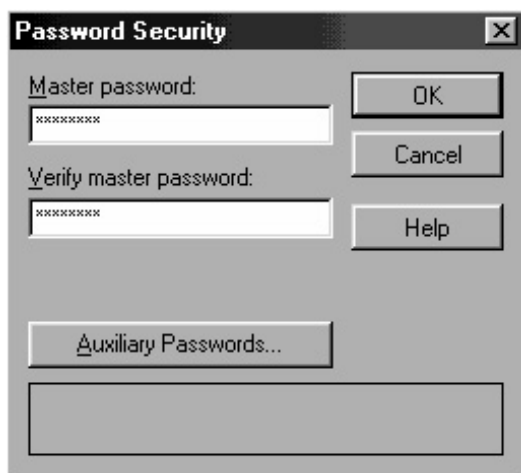 Password Security
Master password:
********
OK
Cancel
Verify master password:
********
Help
Auxiliary Passwords...